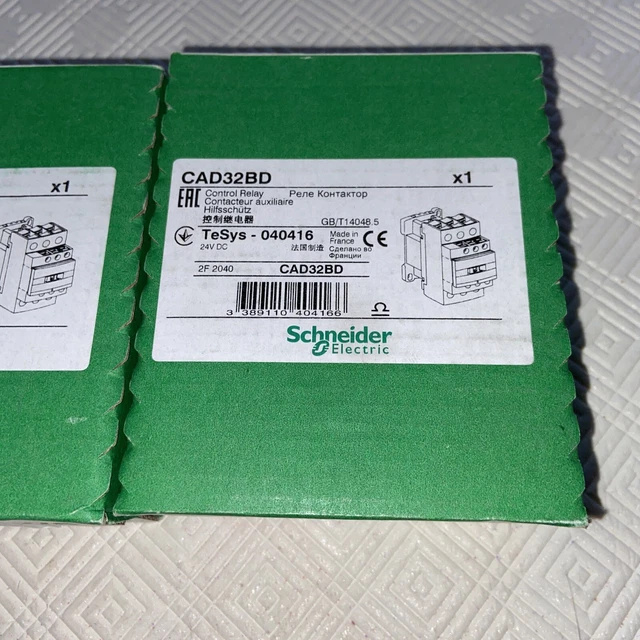 x1
CAD32BD x1
EAC Control Relay Реле Контактор
Contacteur auxiliaire
Hilfsschütz
控制继电器 GB/T14048.5
TeSys - 040416 Made in France CE
24V DC 法国制造 Сделано во Франции
2F 2040 CAD32BD
3 389110 404166
Schneider
Electric